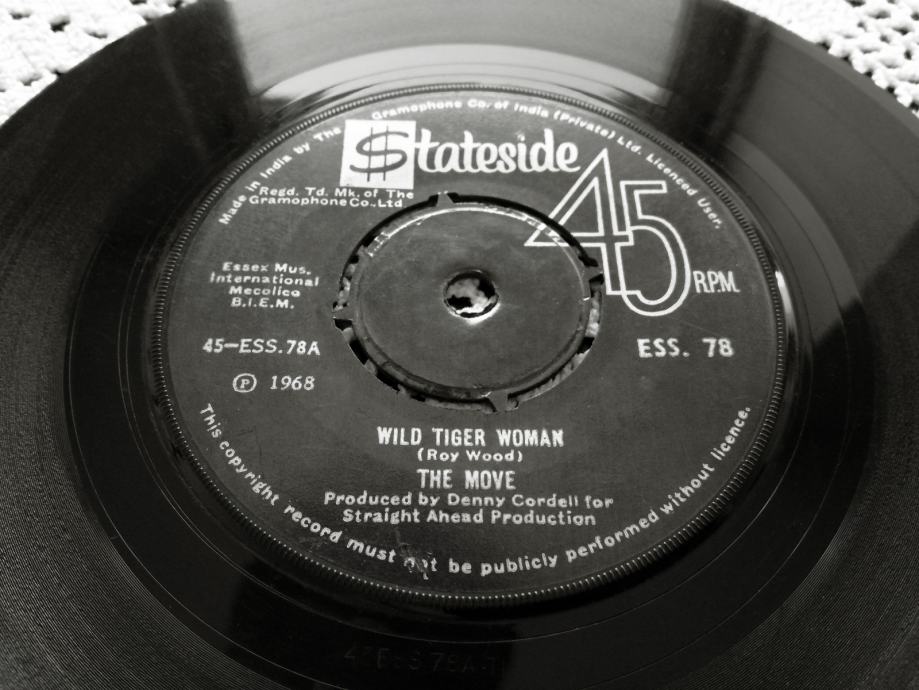 Made in India by The Gramophone Co. of India (Private) Ltd. Licenced User.
$tateside
Regd. Td. Mk. of The
Gramophone Co., Ltd
45
RPM
Essex Mus.
International
Mecolico
B.I.E.M.
45-ESS.78A
ESS. 78
Ⓟ 1968
WILD TIGER WOMAN
(Roy Wood)
THE MOVE
Produced by Denny Cordell for
Straight Ahead Production
This copyright record must not be publicly performed without licence.